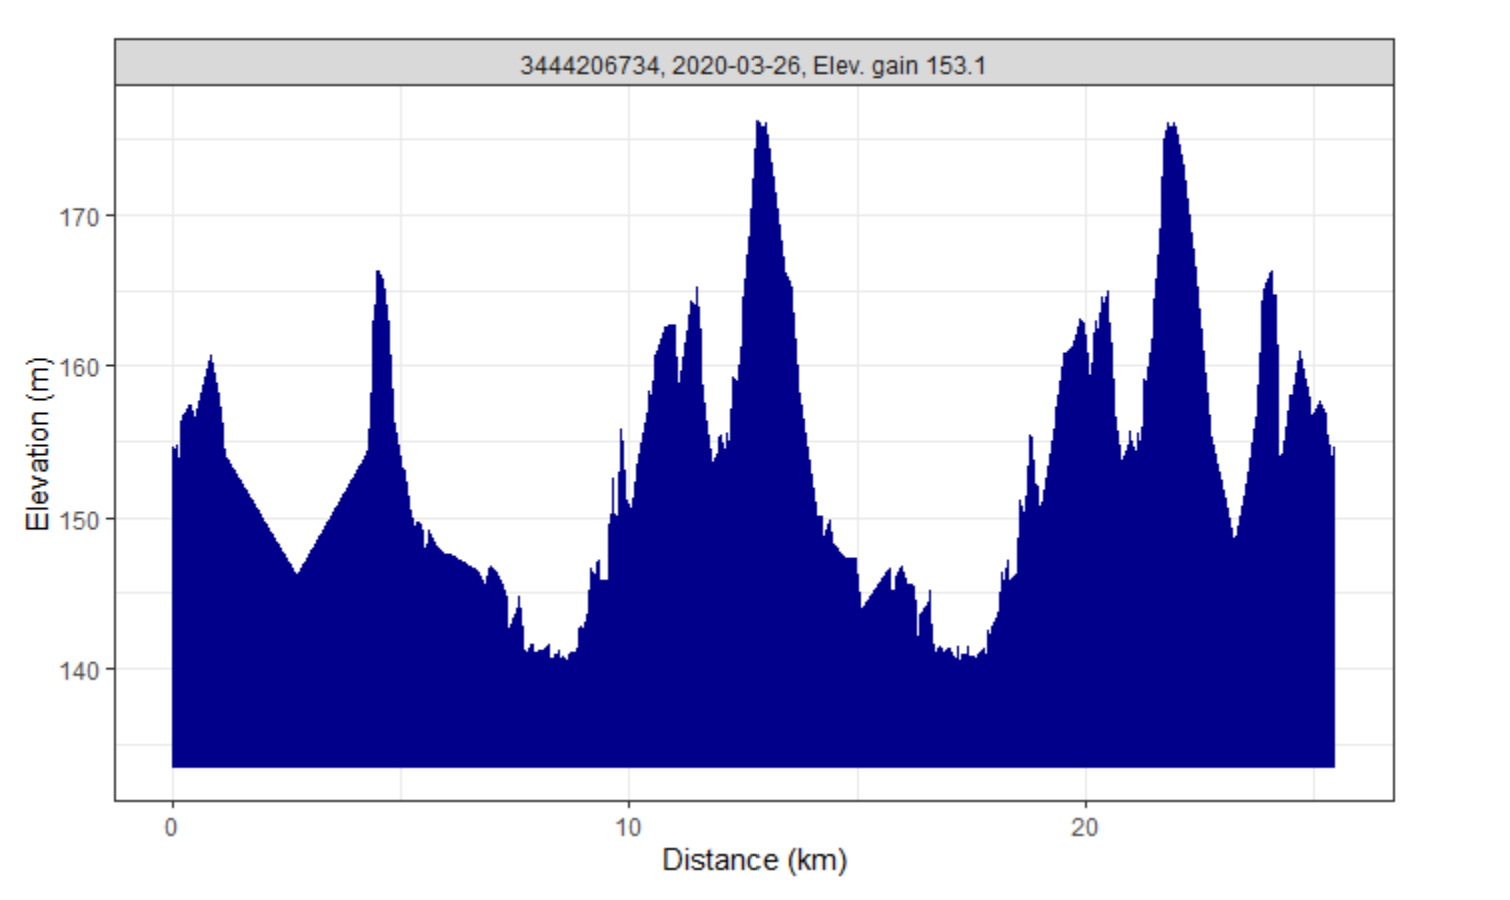 3444206734, 2020-03-26, Elev. gain 153.1
170
160
150
140
Elevation (m)
0 10 20
Distance (km)